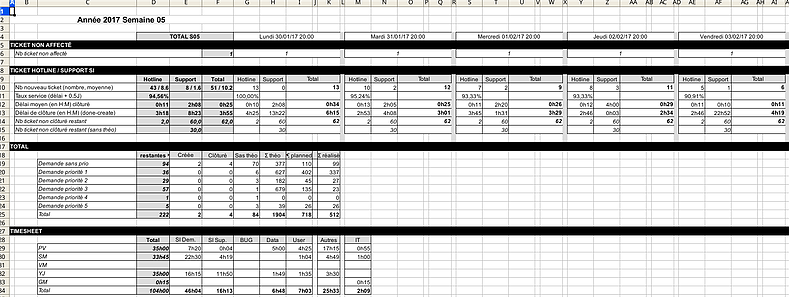 Année 2017 Semaine 05
TOTAL S05 Lundi 30/01/17 20:00 Mardi 31/01/17 20:00 Mercredi 01/02/17 20:00 Jeudi 02/02/17 20:00 Vendredi 03/02/17 20:00
TICKET NON AFFECTÉ
Nb ticket non affecté 1 1 1 1 1 1
TICKET HOTLINE / SUPPORT SI
Hotline Support Total Hotline Support Total Hotline Support Total Hotline Support Total Hotline Support Total Hotline Support Total
Nb nouveau ticket (nombre, moyenne) 43 / 8.6 8 / 1.6 51 / 10.2 13 0 13 10 2 12 7 2 9 8 3 11 5 1 6
Taux service (délai + 0.5J) 94,56% 100,00% 95,24% 93,33% 93,33% 90,91%
Délai moyen (en H.M) clôturé 0h11 2h08 0h25 0h10 2h08 0h34 0h13 2h05 0h25 0h11 2h20 0h26 0h12 4h00 0h29 0h11 0h10 0h11
Délai de clôture (en H.M) (done-create) 3h18 8h23 3h55 4h25 13h22 6h15 2h53 4h08 3h01 3h45 1h31 3h29 2h46 0h03 2h34 2h46 22h52 4h19
Nb ticket non clôturé restant 2,0 60,0 62,0 2 60 62 2 60 62 2 60 62 2 60 62 2 60 62
Nb ticket non clôturé restant (sans théo) 30,0 30 30 30 30 30
TOTAL
restantes Créée Clôturé Sas théo Σ théo planned Σ réalisé
Demande sans prio 94 2 4 70 377 110 99
Demande priorité 1 36 0 0 6 627 402 337
Demande priorité 2 29 0 0 3 182 45 27
Demande priorité 3 57 0 0 1 679 135 23
Demande priorité 4 1 0 0 1 0 0 0
Demande priorité 5 5 0 0 3 39 26 26
Total 222 2 4 84 1904 718 512
TIMESHEET
Total SI Dem. SI Sup. BUG Data User Autres IT
PV 35h00 7h20 0h04 5h00 4h25 17h15 0h55
SM 33h45 22h30 4h19 1h04 4h49 1h00
VM
YJ 35h00 16h15 11h50 1h49 1h35 3h30
GM 0h15 0h15
Total 104h00 46h04 16h13 6h48 7h03 25h33 2h09